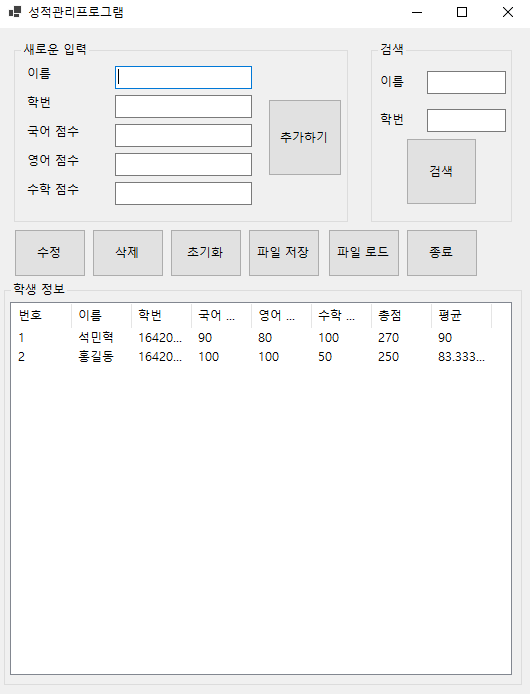 성적관리프로그램
새로운 입력
이름
학번
국어 점수
영어 점수
수학 점수
추가하기
검색
이름
학번
검색
수정 삭제 초기화 파일 저장 파일 로드 종료
학생 정보
번호 이름 학번 국어 ... 영어 ... 수학 ... 총점 평균
1 석민혁 16420... 90 80 100 270 90
2 홍길동 16420... 100 100 50 250 83.333...